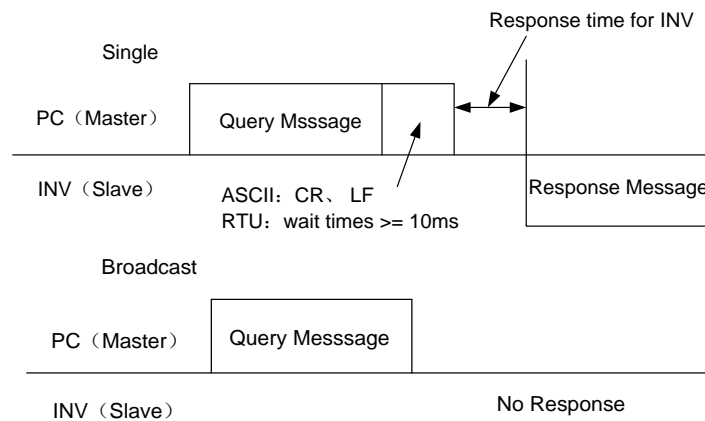 Response time for INV
Single
PC（Master）
Query Msssage
INV（Slave）
ASCII：CR、 LF
RTU：wait times >= 10ms
Response Message
Broadcast
PC（Master）
Query Messsage
INV（Slave）
No Response